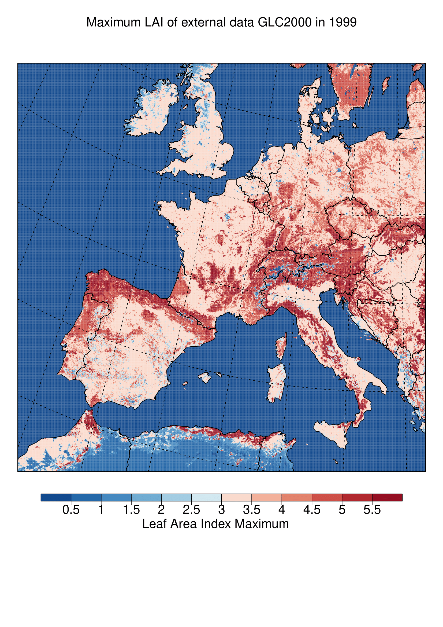 Maximum LAI of external data GLC2000 in 1999
0.5 1 1.5 2 2.5 3 3.5 4 4.5 5 5.5
Leaf Area Index Maximum